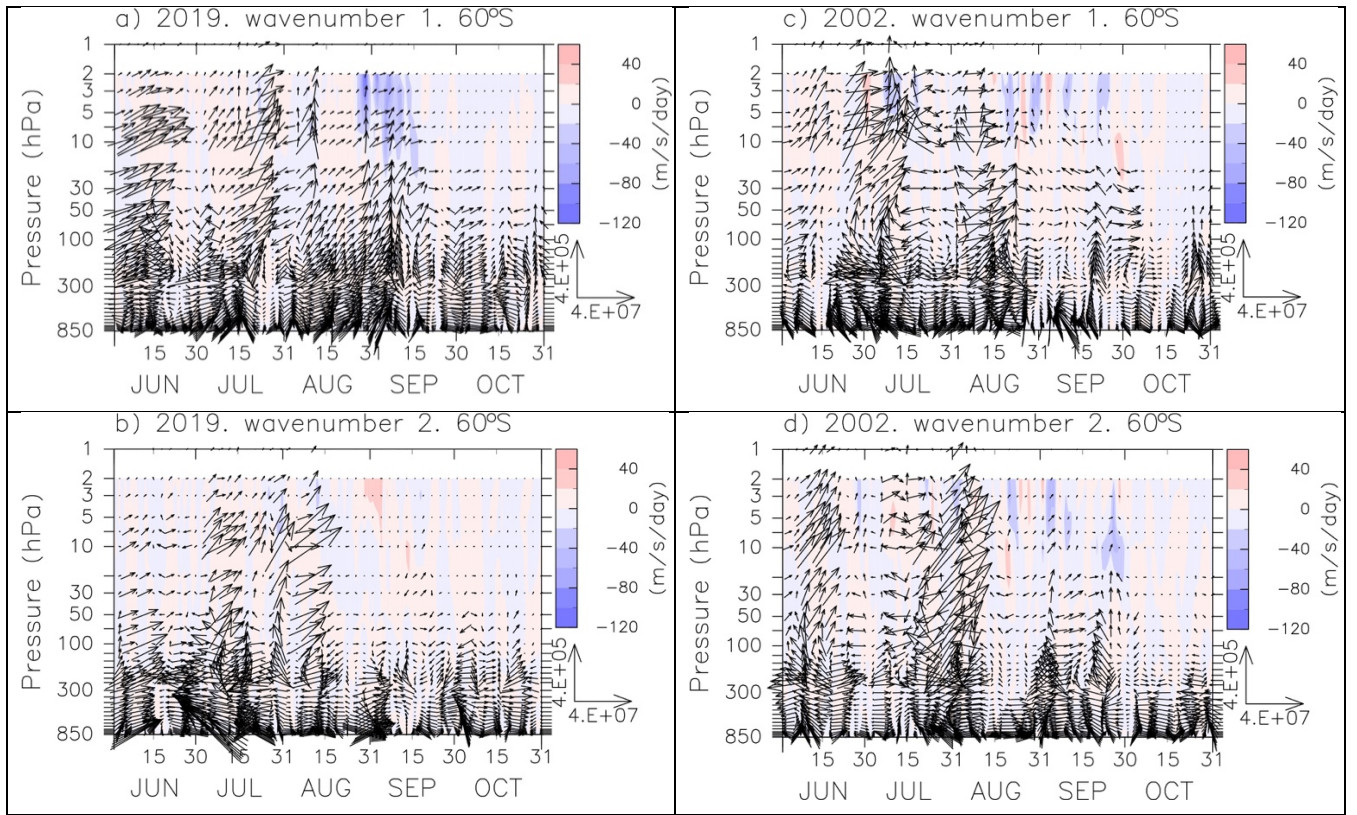 a) 2019. wavenumber 1. 60ºS
Pressure (hPa)
1
2
3
5
10
30
50
100
300
850
15 30 15 31 15 31 15 30 15 31
JUN JUL AUG SEP OCT
40
0
−40
−80
−120
(m/s/day)
4.E+05
4.E+07
c) 2002. wavenumber 1. 60ºS
Pressure (hPa)
1
2
3
5
10
30
50
100
300
850
15 30 15 31 15 31 15 30 15 31
JUN JUL AUG SEP OCT
40
0
−40
−80
−120
(m/s/day)
4.E+05
4.E+07
b) 2019. wavenumber 2. 60ºS
Pressure (hPa)
1
2
3
5
10
30
50
100
300
850
15 30 15 31 15 31 15 30 15 31
JUN JUL AUG SEP OCT
40
0
−40
−80
−120
(m/s/day)
4.E+05
4.E+07
d) 2002. wavenumber 2. 60ºS
Pressure (hPa)
1
2
3
5
10
30
50
100
300
850
15 30 15 31 15 31 15 30 15 31
JUN JUL AUG SEP OCT
40
0
−40
−80
−120
(m/s/day)
4.E+05
4.E+07